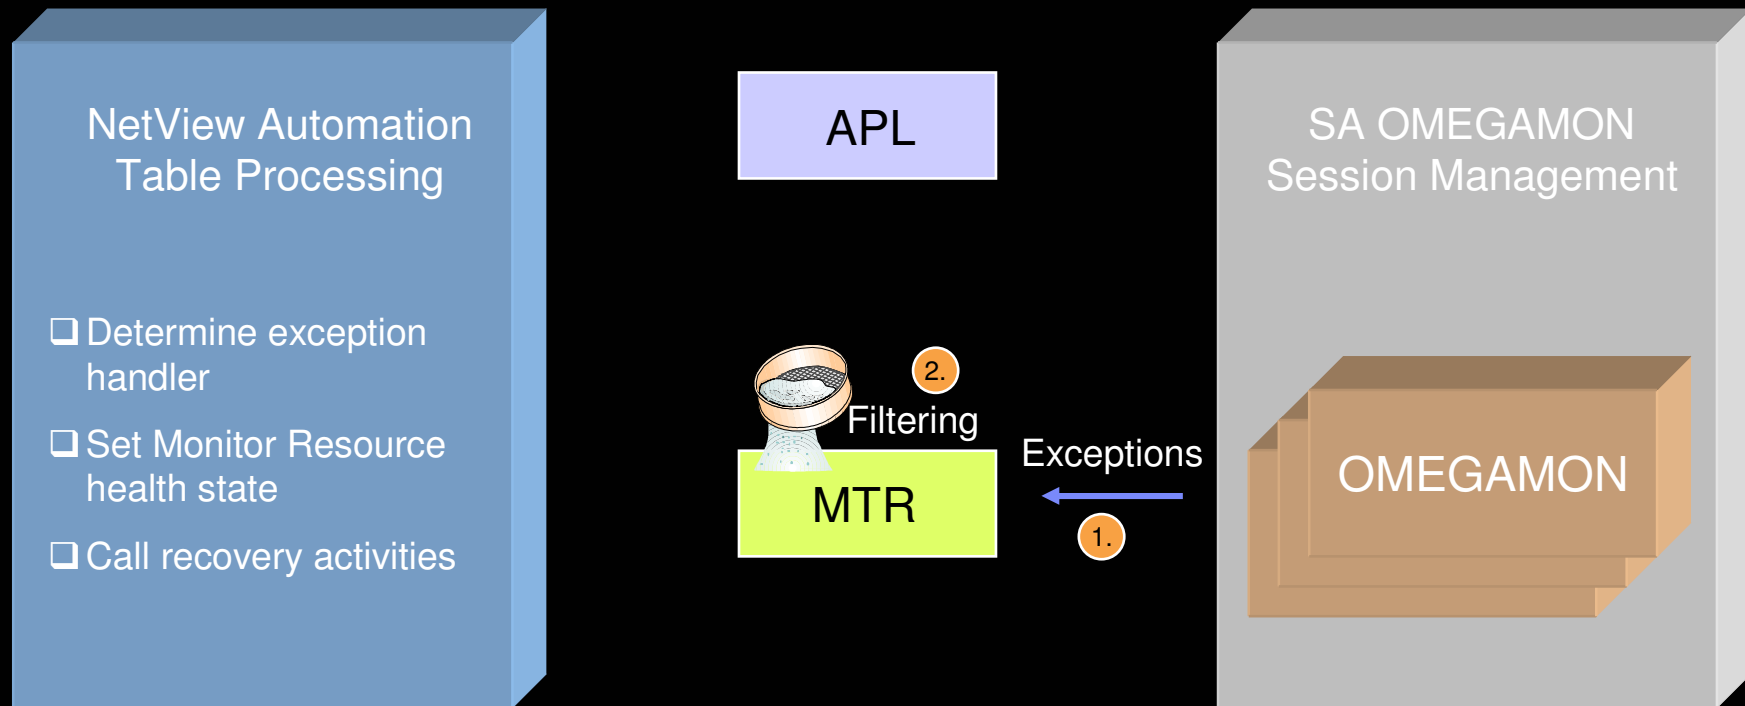 NetView Automation
Table Processing
❑ Determine exception
handler
❑ Set Monitor Resource
health state
❑ Call recovery activities
APL
2.
Filtering
MTR
Exceptions
1.
SA OMEGAMON
Session Management
OMEGAMON